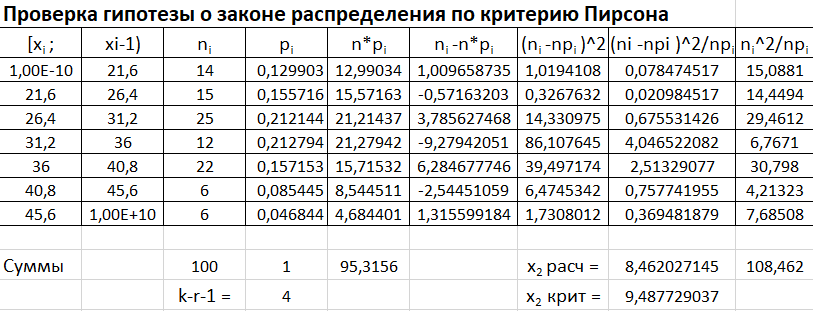 Проверка гипотезы о законе распределения по критерию Пирсона
[xi ; xi-1) ni pi n*pi ni -n*pi (ni -npi )^2 (ni -npi )^2/npi ni^2/npi
1,00E-10 21,6 14 0,129903 12,99034 1,009658735 1,0194108 0,078474517 15,0881
21,6 26,4 15 0,155716 15,57163 -0,57163203 0,3267632 0,020984517 14,4494
26,4 31,2 25 0,212144 21,21437 3,785627468 14,330975 0,675531426 29,4612
31,2 36 12 0,212794 21,27942 -9,27942051 86,107645 4,046522082 6,7671
36 40,8 22 0,157153 15,71532 6,284677746 39,497174 2,51329077 30,798
40,8 45,6 6 0,085445 8,544511 -2,54451059 6,4745342 0,757741955 4,21323
45,6 1,00E+10 6 0,046844 4,684401 1,315599184 1,7308012 0,369481879 7,68508
Суммы 100 1 95,3156 x2 расч = 8,462027145 108,462
k-r-1 = 4 x2 крит = 9,487729037